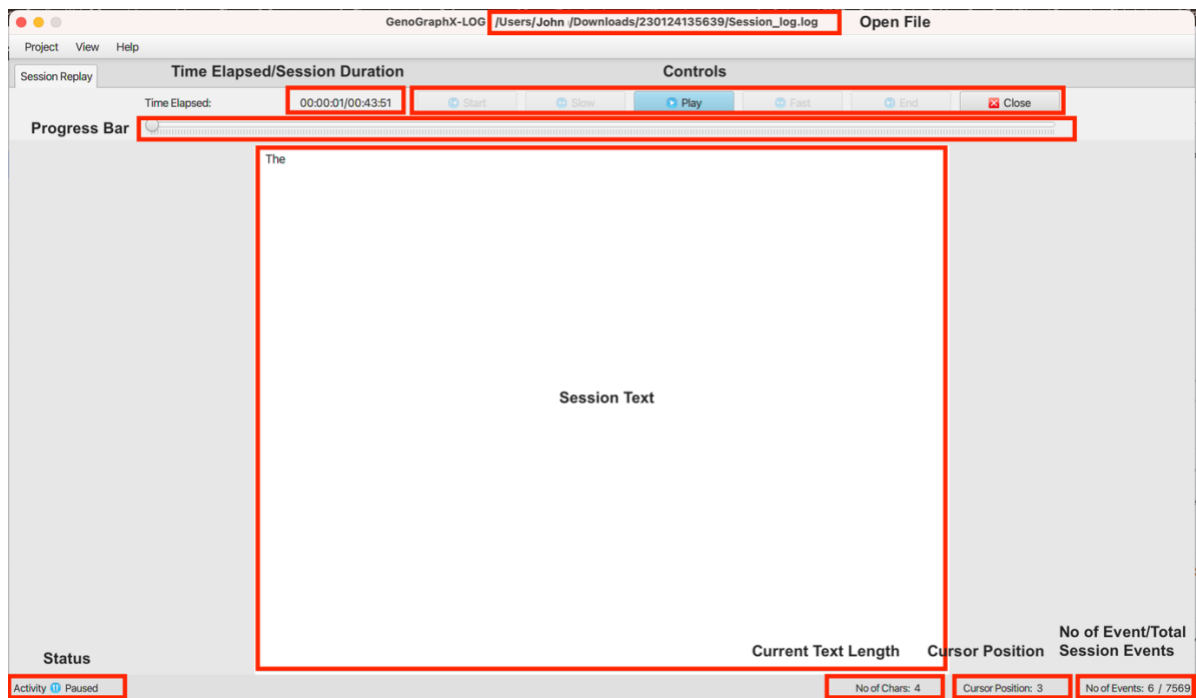 GenoGraphX-LOG /Users/John/Downloads/230124135639/Session_log.log Open File
Project View Help
Session Replay Time Elapsed/Session Duration Controls
Time Elapsed: 00:00:01/00:43:51 Start Slow Play Fast End Close
Progress Bar
The
Session Text
No of Event/Total
Status Current Text Length Cursor Position Session Events
Activity Paused No of Chars: 4 Cursor Position: 3 No of Events: 6 / 7569